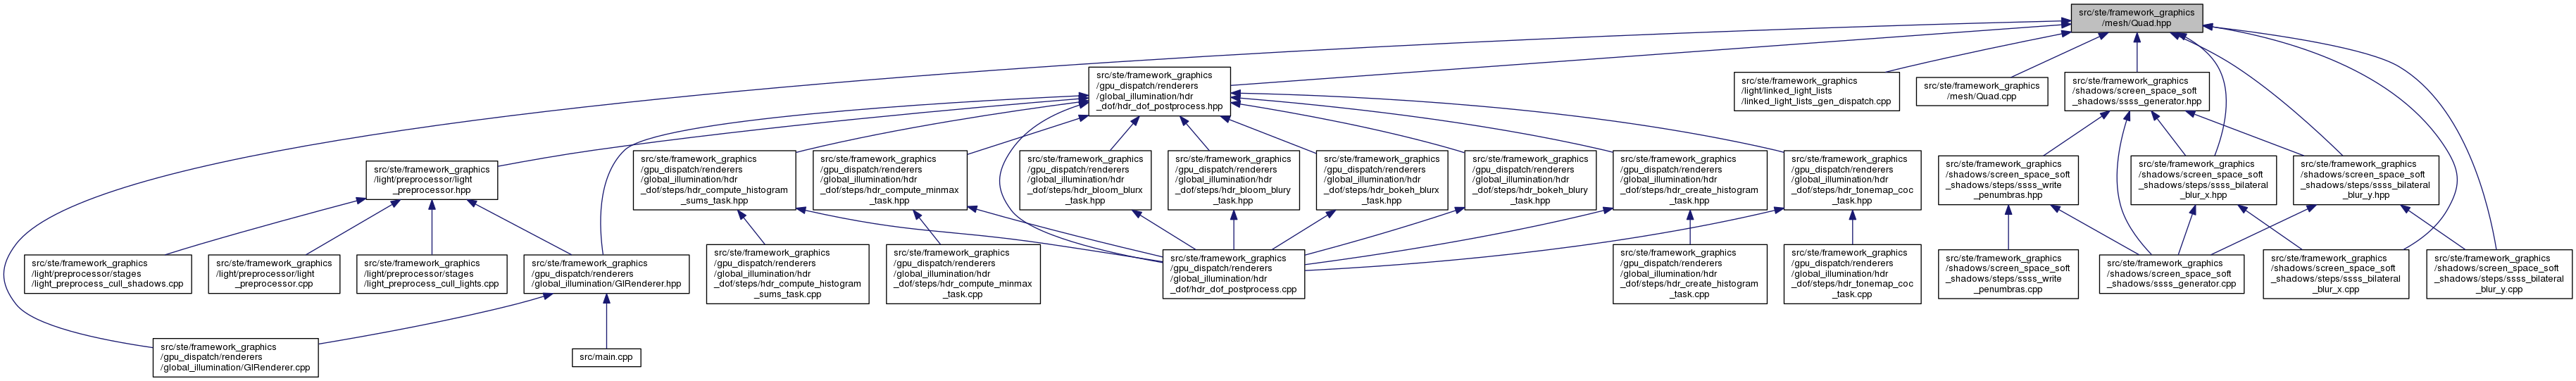 src/ste/framework_graphics
/mesh/Quad.hpp
src/ste/framework_graphics
/gpu_dispatch/renderers
/global_illumination/hdr
_dof/hdr_dof_postprocess.hpp
src/ste/framework_graphics
/light/linked_light_lists
/linked_light_lists_gen_dispatch.cpp
src/ste/framework_graphics
/mesh/Quad.cpp
src/ste/framework_graphics
/shadows/screen_space_soft
_shadows/ssss_generator.hpp
src/ste/framework_graphics
/light/preprocessor/light
_preprocessor.hpp
src/ste/framework_graphics
/gpu_dispatch/renderers
/global_illumination/hdr
_dof/steps/hdr_compute_histogram
_sums_task.hpp
src/ste/framework_graphics
/gpu_dispatch/renderers
/global_illumination/hdr
_dof/steps/hdr_compute_minmax
_task.hpp
src/ste/framework_graphics
/gpu_dispatch/renderers
/global_illumination/hdr
_dof/steps/hdr_bloom_blurx
_task.hpp
src/ste/framework_graphics
/gpu_dispatch/renderers
/global_illumination/hdr
_dof/steps/hdr_bloom_blury
_task.hpp
src/ste/framework_graphics
/gpu_dispatch/renderers
/global_illumination/hdr
_dof/steps/hdr_bokeh_blurx
_task.hpp
src/ste/framework_graphics
/gpu_dispatch/renderers
/global_illumination/hdr
_dof/steps/hdr_bokeh_blury
_task.hpp
src/ste/framework_graphics
/gpu_dispatch/renderers
/global_illumination/hdr
_dof/steps/hdr_create_histogram
_task.hpp
src/ste/framework_graphics
/gpu_dispatch/renderers
/global_illumination/hdr
_dof/steps/hdr_tonemap_coc
_task.hpp
src/ste/framework_graphics
/shadows/screen_space_soft
_shadows/steps/ssss_write
_penumbras.hpp
src/ste/framework_graphics
/shadows/screen_space_soft
_shadows/steps/ssss_bilateral
_blur_x.hpp
src/ste/framework_graphics
/shadows/screen_space_soft
_shadows/steps/ssss_bilateral
_blur_y.hpp
src/ste/framework_graphics
/light/preprocessor/stages
/light_preprocess_cull_shadows.cpp
src/ste/framework_graphics
/light/preprocessor/light
_preprocessor.cpp
src/ste/framework_graphics
/light/preprocessor/stages
/light_preprocess_cull_lights.cpp
src/ste/framework_graphics
/gpu_dispatch/renderers
/global_illumination/GIRenderer.hpp
src/ste/framework_graphics
/gpu_dispatch/renderers
/global_illumination/hdr
_dof/steps/hdr_compute_histogram
_sums_task.cpp
src/ste/framework_graphics
/gpu_dispatch/renderers
/global_illumination/hdr
_dof/steps/hdr_compute_minmax
_task.cpp
src/ste/framework_graphics
/gpu_dispatch/renderers
/global_illumination/hdr
_dof/hdr_dof_postprocess.cpp
src/ste/framework_graphics
/gpu_dispatch/renderers
/global_illumination/hdr
_dof/steps/hdr_create_histogram
_task.cpp
src/ste/framework_graphics
/gpu_dispatch/renderers
/global_illumination/hdr
_dof/steps/hdr_tonemap_coc
_task.cpp
src/ste/framework_graphics
/shadows/screen_space_soft
_shadows/steps/ssss_write
_penumbras.cpp
src/ste/framework_graphics
/shadows/screen_space_soft
_shadows/ssss_generator.cpp
src/ste/framework_graphics
/shadows/screen_space_soft
_shadows/steps/ssss_bilateral
_blur_x.cpp
src/ste/framework_graphics
/shadows/screen_space_soft
_shadows/steps/ssss_bilateral
_blur_y.cpp
src/ste/framework_graphics
/gpu_dispatch/renderers
/global_illumination/GIRenderer.cpp
src/main.cpp